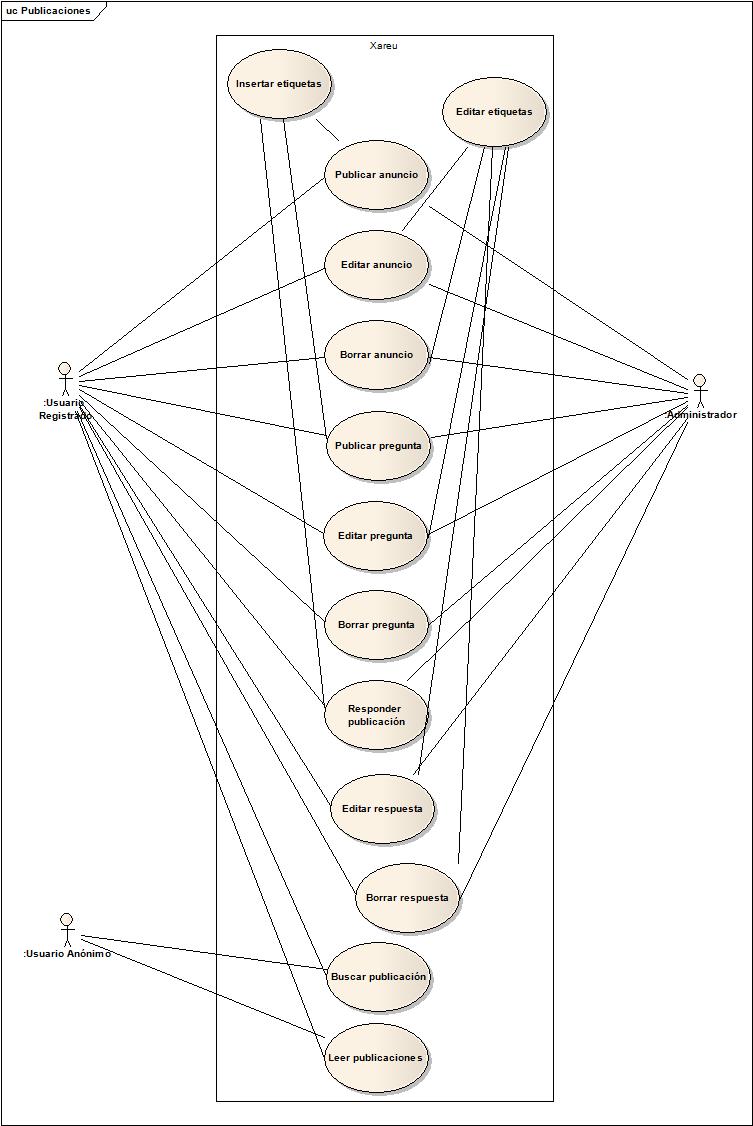 uc Publicaciones
Xareu
Insertar etiquetas
Editar etiquetas
Publicar anuncio
Editar anuncio
Borrar anuncio
:Usuario
Registrado
:Administrador
Publicar pregunta
Editar pregunta
Borrar pregunta
Responder
publicación
Editar respuesta
Borrar respuesta
:Usuario Anónimo
Buscar publicación
Leer publicaciones